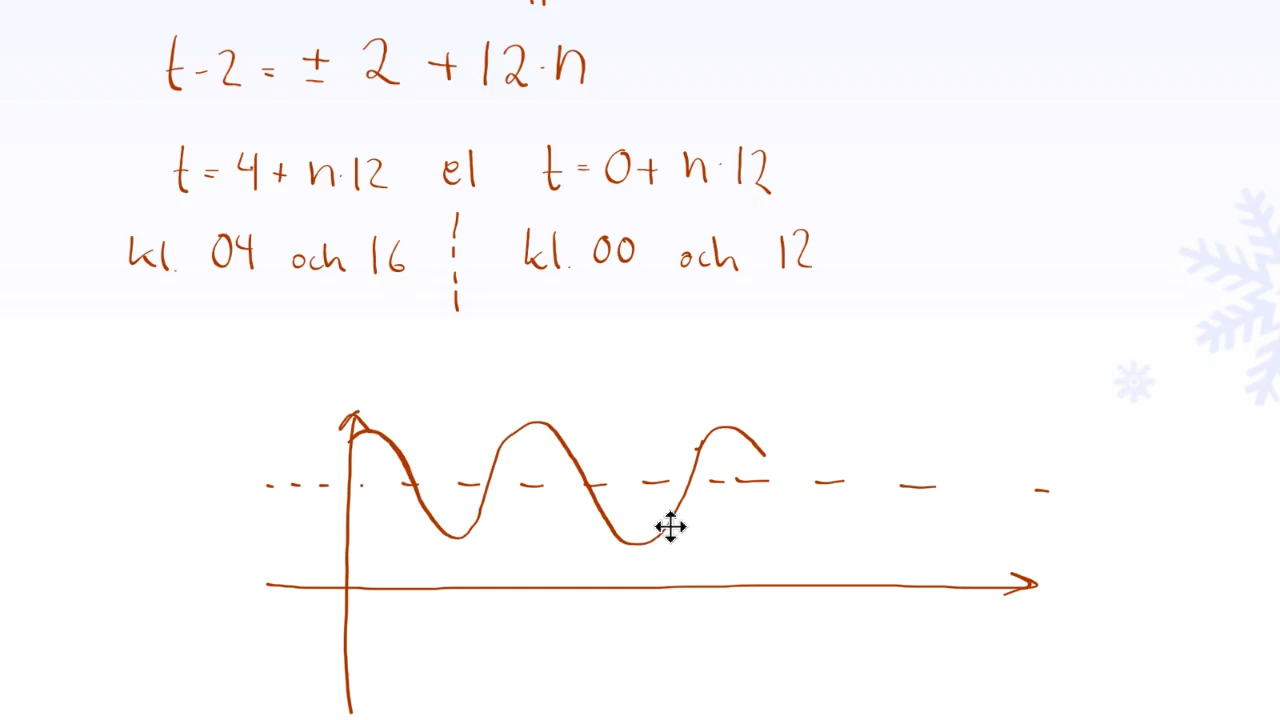 t-2 = ± 2 + 12·n
t = 4 + n·12 el t = 0 + n·12
kl. 04 och 16 kl. 00 och 12